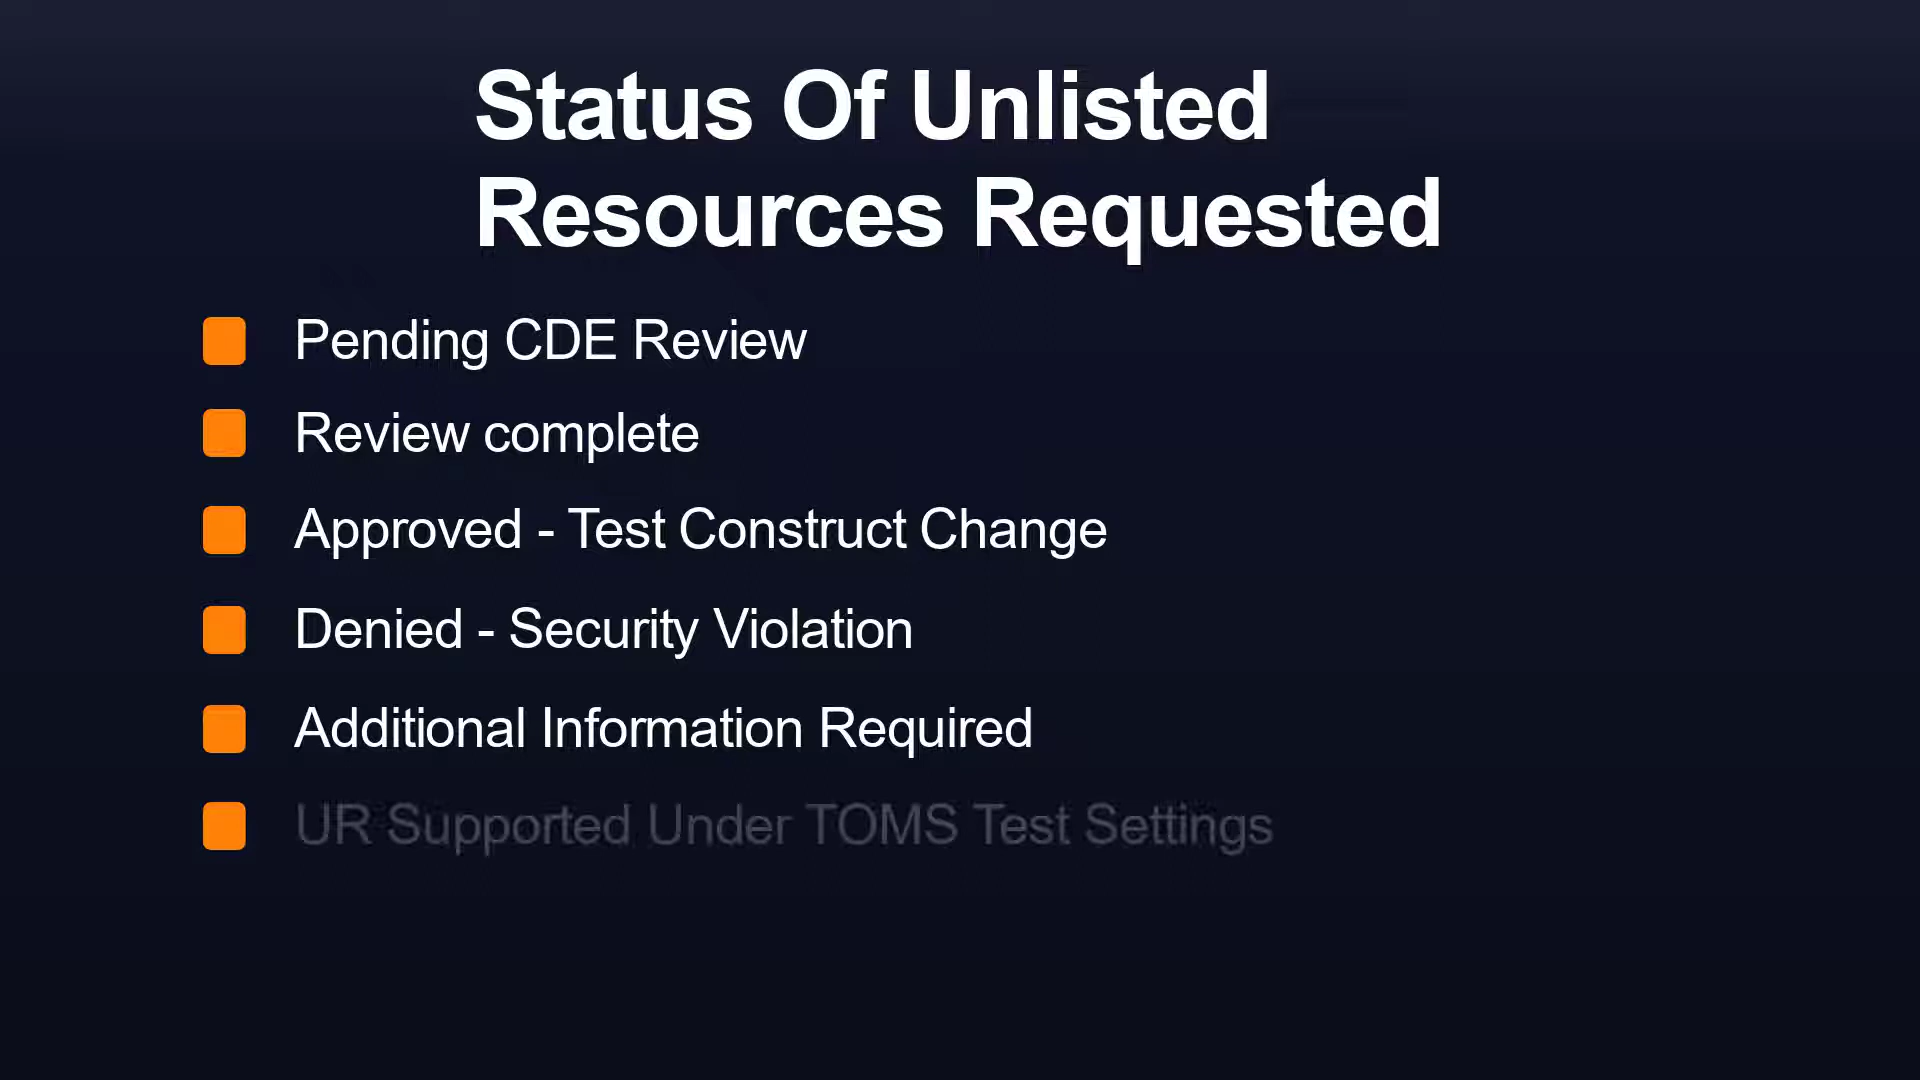 Status Of Unlisted
Resources Requested
Pending CDE Review
Review complete
Approved - Test Construct Change
Denied - Security Violation
Additional Information Required
UR Supported Under TOMS Test Settings